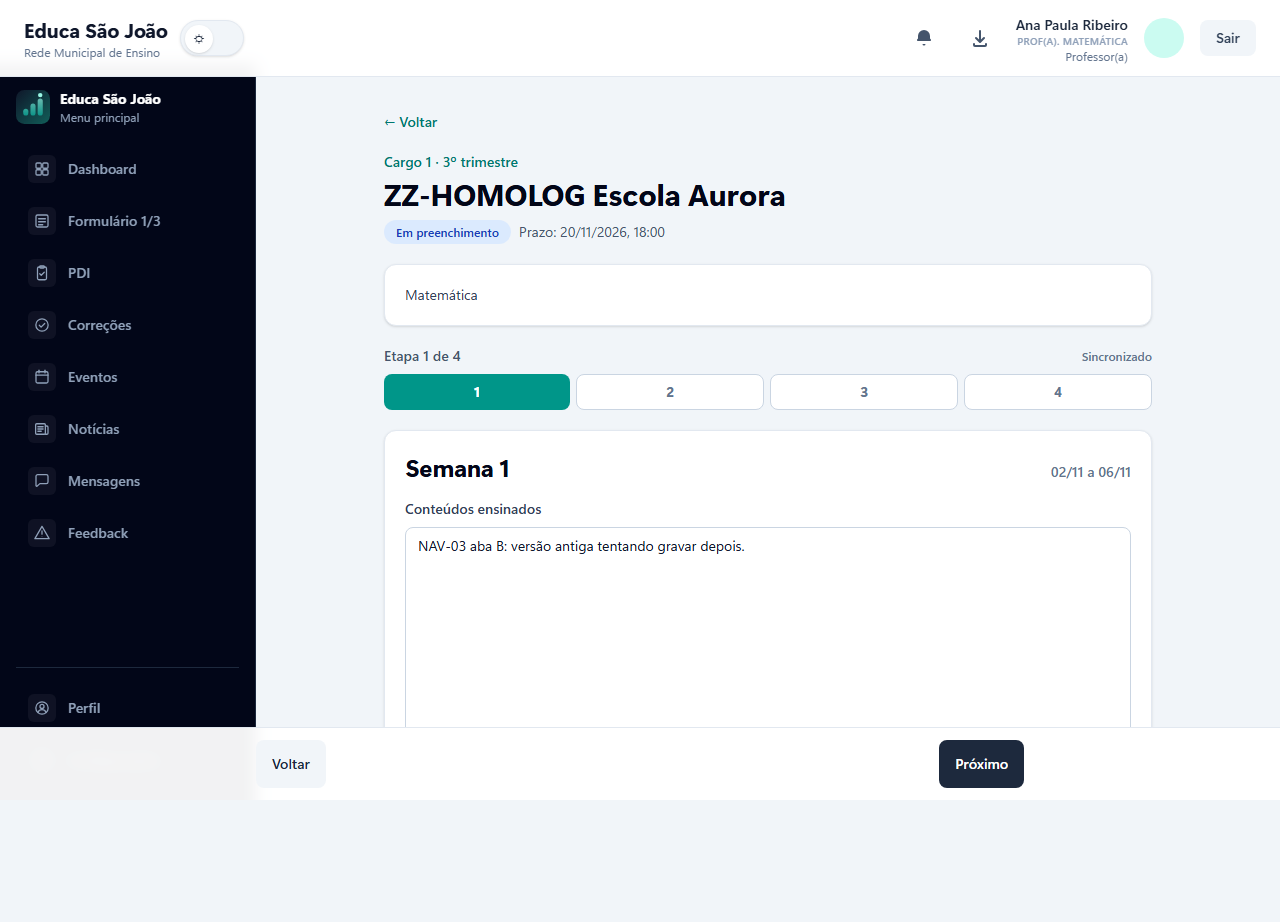 Educa São João
Rede Municipal de Ensino
Ana Paula Ribeiro
PROF(A). MATEMÁTICA
Professor(a)
Sair
Educa São João
Menu principal
Dashboard
Formulário 1/3
PDI
Correções
Eventos
Notícias
Mensagens
Feedback
Perfil
← Voltar
Cargo 1 · 3º trimestre
ZZ-HOMOLOG Escola Aurora
Em preenchimento Prazo: 20/11/2026, 18:00
Matemática
Etapa 1 de 4 Sincronizado
1 2 3 4
Semana 1 02/11 a 06/11
Conteúdos ensinados
NAV-03 aba B: versão antiga tentando gravar depois.
Voltar Próximo